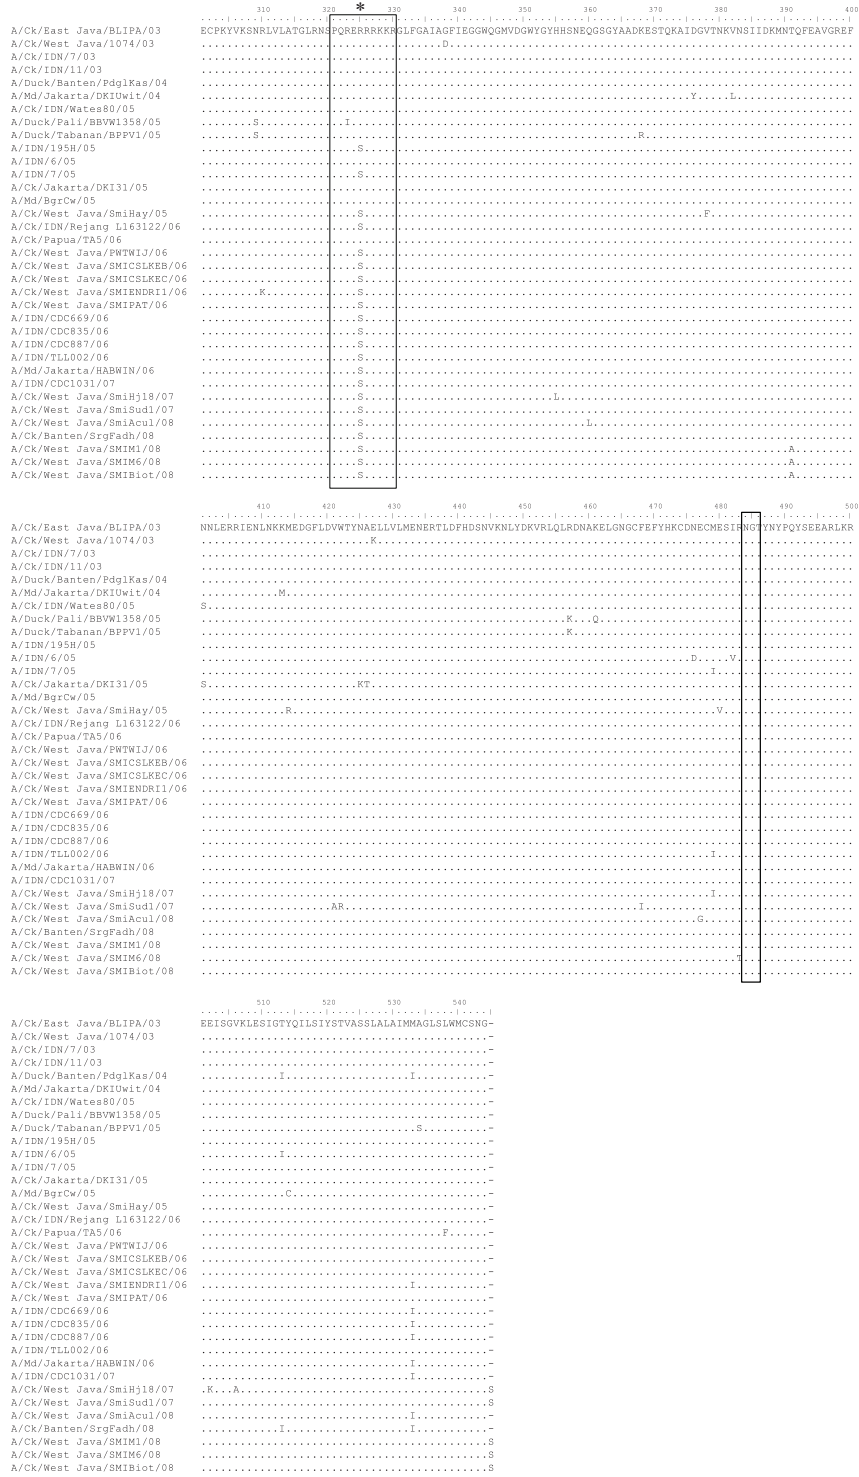 *
310 320 330 340 350 360 370 380 390 400
A/Ck/East Java/BLIPA/03 ECPKYVKSNRLVLATGLRNSPQRERRRKKRGLFGAIAGFIEGGWQGMVDGWYGYHHSNEQGSGYAADKESTQKAIDGVTNKVNSIIDKMNTQFEAVGREF
A/Ck/West Java/1074/03 .....................................D..............................................................
A/Ck/IDN/7/03 ....................................................................................................
A/Ck/IDN/11/03 ....................................................................................................
A/Duck/Banten/PdglKas/04 ....................................................................................................
A/Md/Jakarta/DKIUwit/04 ...........................................................................Y.....L..................
A/Ck/IDN/Wates80/05 ....................................................................................................
A/Duck/Pali/BBVW1358/05 ........S.............I.............................................................................
A/Duck/Tabanan/BPPV1/05 ........S..........................................................R................................
A/IDN/195H/05 ........................S...........................................................................
A/IDN/6/05 ....................................................................................................
A/IDN/7/05 ........................S...........................................................................
A/Ck/Jakarta/DKI31/05 ....................................................................................................
A/Md/BgrCw/05 ....................................................................................................
A/Ck/West Java/SmiHay/05 ........................S....................................................F......................
A/Ck/IDN/Rejang L163122/06 ........................S...........................................................................
A/Ck/Papua/TA5/06 ....................................................................................................
A/Ck/West Java/PWTWIJ/06 ........................S...........................................................................
A/Ck/West Java/SMICSLKEB/06 ........................S...........................................................................
A/Ck/West Java/SMICSLKEC/06 ........................S...........................................................................
A/Ck/West Java/SMIENDRI1/06 .........K..............S...........................................................................
A/Ck/West Java/SMIPAT/06 ........................S...........................................................................
A/IDN/CDC669/06 ........................S...........................................................................
A/IDN/CDC835/06 ........................S...........................................................................
A/IDN/CDC887/06 ........................S...........................................................................
A/IDN/TLL002/06 ........................S...........................................................................
A/Md/Jakarta/HABWIN/06 ........................S...........................................................................
A/IDN/CDC1031/07 ........................S...........................................................................
A/Ck/West Java/SmiHj18/07 ........................S.............................L.............................................
A/Ck/West Java/SmiSud1/07 ........................S...........................................................................
A/Ck/West Java/SmiAcul/08 ........................S..................................L........................................
A/Ck/Banten/SrgFadh/08 ........................S...........................................................................
A/Ck/West Java/SMIM1/08 ........................S.................................................................A.........
A/Ck/West Java/SMIM6/08 ........................S.................................................................A.........
A/Ck/West Java/SMIBiot/08 ........................S.................................................................A.........
410 420 430 440 450 460 470 480 490 500
A/Ck/East Java/BLIPA/03 NNLERRIENLNKKMEDGFLDVWTYNAELLVLMENERTLDFHDSNVKNLYDKVRLQLRDNAKELGNGCFEFYHKCDNECMESIRNGTYNYPQYSEEARLKR
A/Ck/West Java/1074/03 ..........................K.........................................................................
A/Ck/IDN/7/03 ....................................................................................................
A/Ck/IDN/11/03 ....................................................................................................
A/Duck/Banten/PdglKas/04 ....................................................................................................
A/Md/Jakarta/DKIUwit/04 ............M.......................................................................................
A/Ck/IDN/Wates80/05 S...................................................................................................
A/Duck/Pali/BBVW1358/05 ........................................................K...Q.......................................
A/Duck/Tabanan/BPPV1/05 ........................................................K...........................................
A/IDN/195H/05 ....................................................................................................
A/IDN/6/05 ...........................................................................D.....V..................
A/IDN/7/05 ..............................................................................I.....................
A/Ck/Jakarta/DKI31/05 S.......................KT..........................................................................
A/Md/BgrCw/05 ....................................................................................................
A/Ck/West Java/SmiHay/05 .............R.................................................................V....................
A/Ck/IDN/Rejang L163122/06 ....................................................................................................
A/Ck/Papua/TA5/06 ....................................................................................................
A/Ck/West Java/PWTWIJ/06 ....................................................................................................
A/Ck/West Java/SMICSLKEB/06 ....................................................................................................
A/Ck/West Java/SMICSLKEC/06 ....................................................................................................
A/Ck/West Java/SMIENDRI1/06 ....................................................................................................
A/Ck/West Java/SMIPAT/06 ....................................................................................................
A/IDN/CDC669/06 ....................................................................................................
A/IDN/CDC835/06 ....................................................................................................
A/IDN/CDC887/06 ....................................................................................................
A/IDN/TLL002/06 ..............................................................................I.....................
A/Md/Jakarta/HABWIN/06 ....................................................................................................
A/IDN/CDC1031/07 ....................................................................................................
A/Ck/West Java/SmiHj18/07 ..............................................................................I.....................
A/Ck/West Java/SmiSud1/07 ....................AR.............................................F................................
A/Ck/West Java/SmiAcul/08 ............................................................................G.......................
A/Ck/Banten/SrgFadh/08 ....................................................................................................
A/Ck/West Java/SMIM1/08 ....................................................................................................
A/Ck/West Java/SMIM6/08 ..................................................................................T.................
A/Ck/West Java/SMIBiot/08 ....................................................................................................
510 520 530 540
A/Ck/East Java/BLIPA/03 EEISGVKLESIGTYQILSIYSTVASSLALAIMMAGLSLWMCSNG-
A/Ck/West Java/1074/03 ............................................-
A/Ck/IDN/7/03 ............................................-
A/Ck/IDN/11/03 ............................................-
A/Duck/Banten/PdglKas/04 ............I...................I...........-
A/Md/Jakarta/DKIUwit/04 ............................................-
A/Ck/IDN/Wates80/05 ............................................-
A/Duck/Pali/BBVW1358/05 ............................................-
A/Duck/Tabanan/BPPV1/05 .................................S..........-
A/IDN/195H/05 ............................................-
A/IDN/6/05 ............I...............................-
A/IDN/7/05 ............................................-
A/Ck/Jakarta/DKI31/05 ............................................-
A/Md/BgrCw/05 .............C..............................-
A/Ck/West Java/SmiHay/05 ............................................-
A/Ck/IDN/Rejang L163122/06 ............................................-
A/Ck/Papua/TA5/06 .....................................F......-
A/Ck/West Java/PWTWIJ/06 ............................................-
A/Ck/West Java/SMICSLKEB/06 ............................................-
A/Ck/West Java/SMICSLKEC/06 ............................................-
A/Ck/West Java/SMIENDRI1/06 ................................I...........-
A/Ck/West Java/SMIPAT/06 ............................................-
A/IDN/CDC669/06 ................................I...........-
A/IDN/CDC835/06 ................................I...........-
A/IDN/CDC887/06 ................................I...........-
A/IDN/TLL002/06 ............................................-
A/Md/Jakarta/HABWIN/06 ................................I...........-
A/IDN/CDC1031/07 ................................I...........-
A/Ck/West Java/SmiHj18/07 .K...A......................................S
A/Ck/West Java/SmiSud1/07 ............................................S
A/Ck/West Java/SmiAcul/08 ................................I...........-
A/Ck/Banten/SrgFadh/08 ............I...................I...........-
A/Ck/West Java/SMIM1/08 ............................................S
A/Ck/West Java/SMIM6/08 ............................................S
A/Ck/West Java/SMIBiot/08 ............................................S